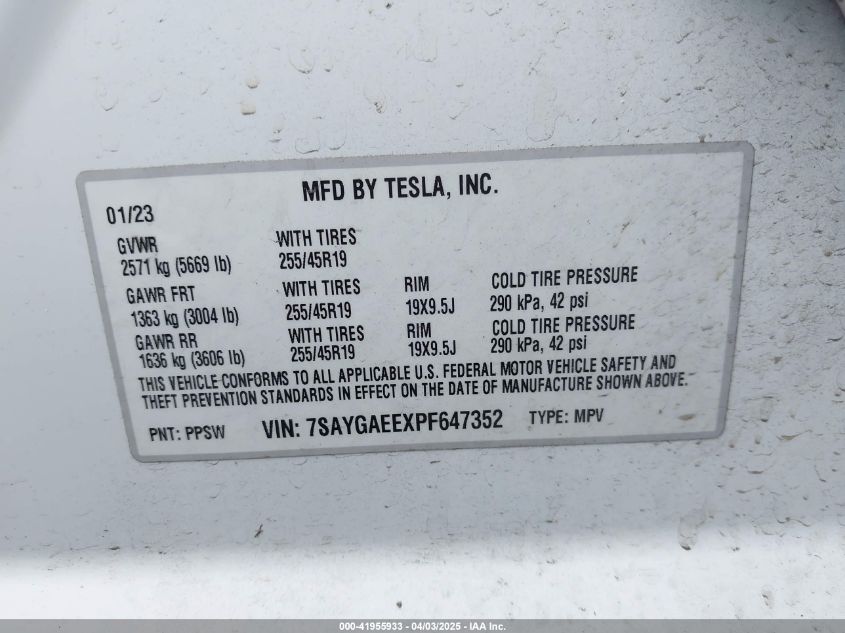 MFD BY TESLA, INC.
01/23
GVWR WITH TIRES
2571 kg (5669 lb) 255/45R19
GAWR FRT WITH TIRES RIM COLD TIRE PRESSURE
1363 kg (3004 lb) 255/45R19 19X9.5J 290 kPa, 42 psi
GAWR RR WITH TIRES RIM COLD TIRE PRESSURE
1636 kg (3606 lb) 255/45R19 19X9.5J 290 kPa, 42 psi
THIS VEHICLE CONFORMS TO ALL APPLICABLE U.S. FEDERAL MOTOR VEHICLE SAFETY AND
THEFT PREVENTION STANDARDS IN EFFECT ON THE DATE OF MANUFACTURE SHOWN ABOVE.
PNT: PPSW VIN: 7SAYGAEEXPF647352 TYPE: MPV
000-41955933 - 04/03/2025 - IAA Inc.